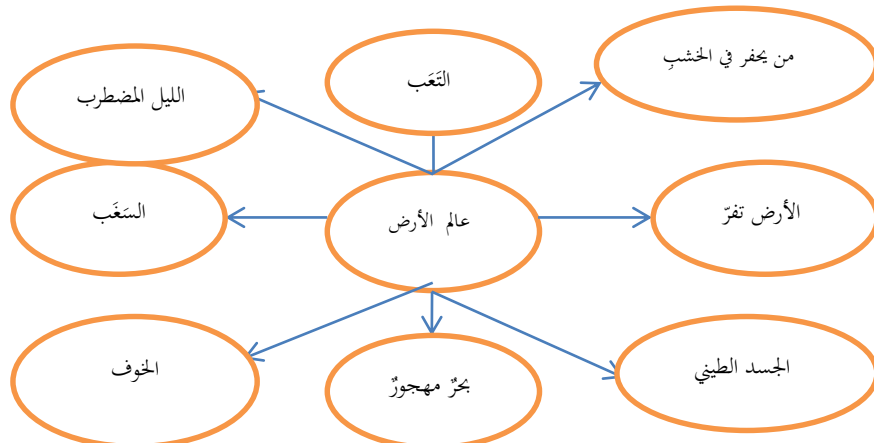 من يحفر في الخشبِ
التَعَب
الليل المضطرب
الأرض تفرّ
عالم الأرض
السَغَب
الجسد الطيني
بحرٌ مهجورٌ
الخوف